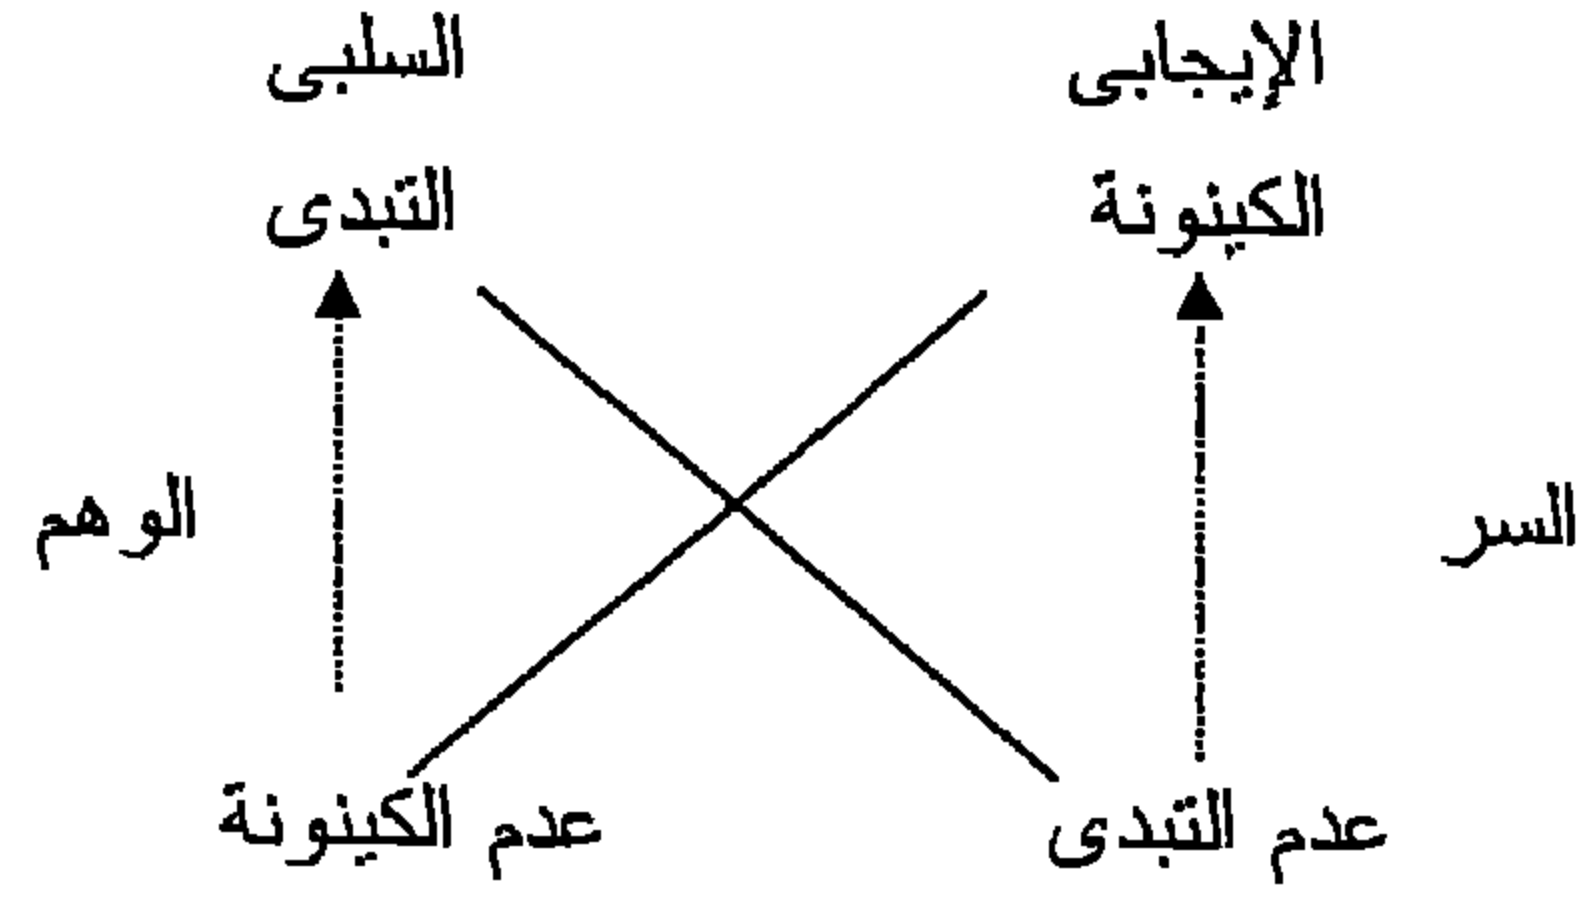 الإيجابى
السلبى
الكينونة
التبدى
السر
الوهم
عدم التبدى
عدم الكينونة